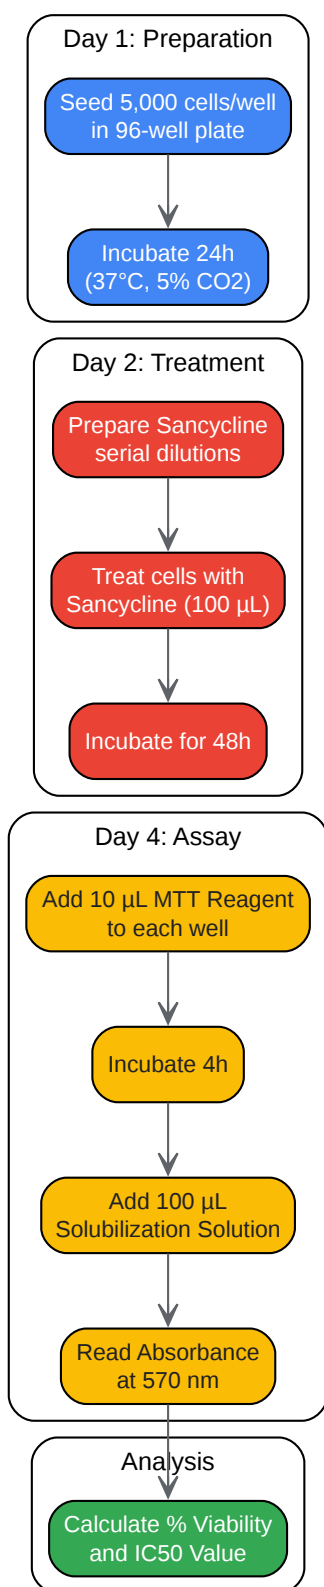 Day 1: Preparation
Seed 5,000 cells/well
in 96-well plate
Incubate 24h
(37°C, 5% CO2)
Day 2: Treatment
Prepare Sancycline
serial dilutions
Treat cells with
Sancycline (100 µL)
Incubate for 48h
Day 4: Assay
Add 10 µL MTT Reagent
to each well
Incubate 4h
Add 100 µL
Solubilization Solution
Read Absorbance
at 570 nm
Analysis
Calculate % Viability
and IC50 Value